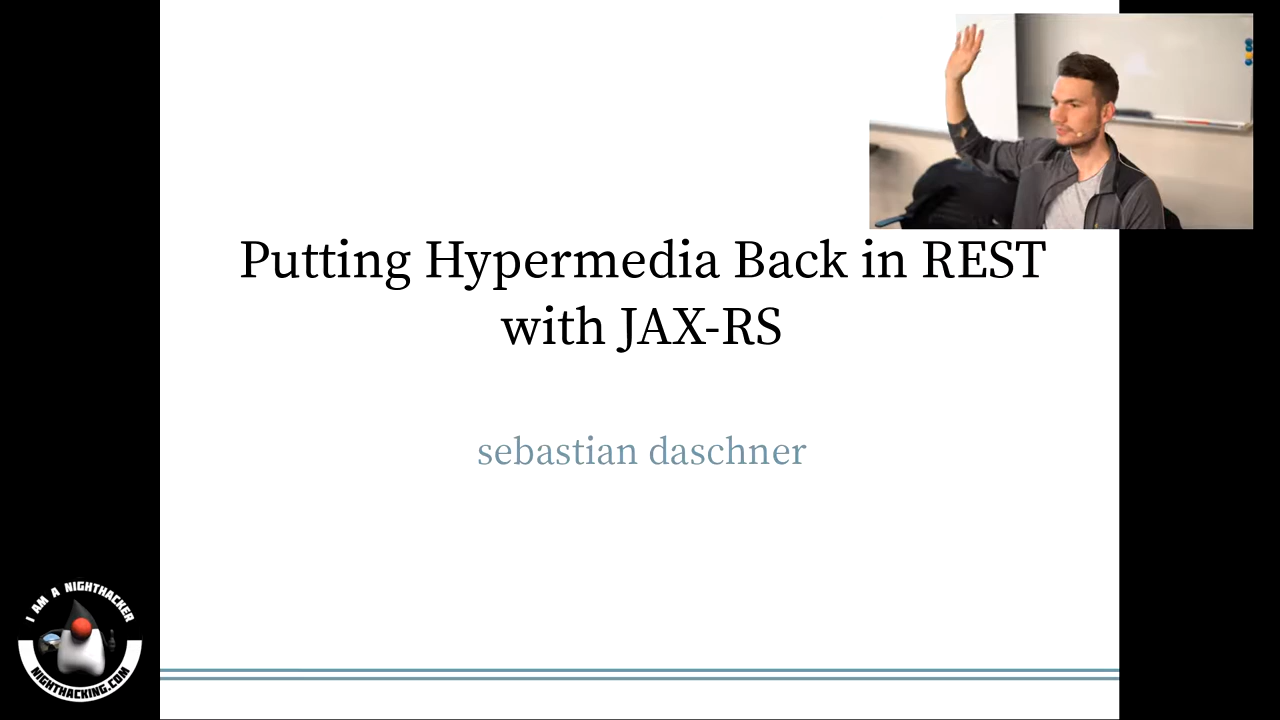 Putting Hypermedia Back in REST
with JAX-RS
sebastian daschner
I AM A NIGHTHACKER
NIGHTHACKING.COM